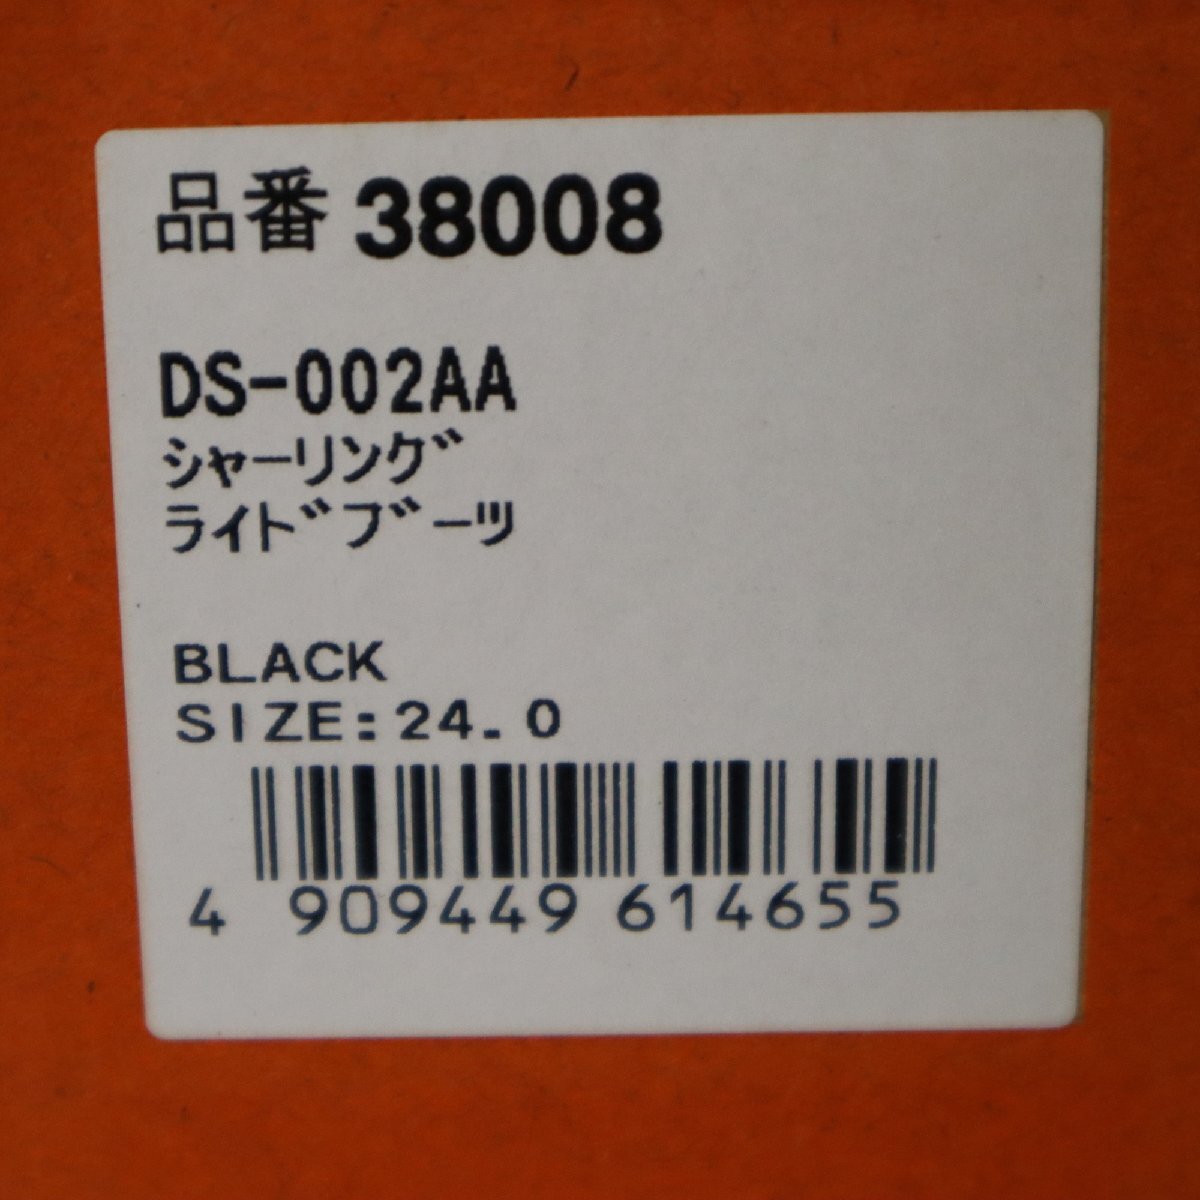 品番 38008
DS-002AA
シャーリング
ライドブーツ
BLACK
SIZE:24.0
4 909449 614655